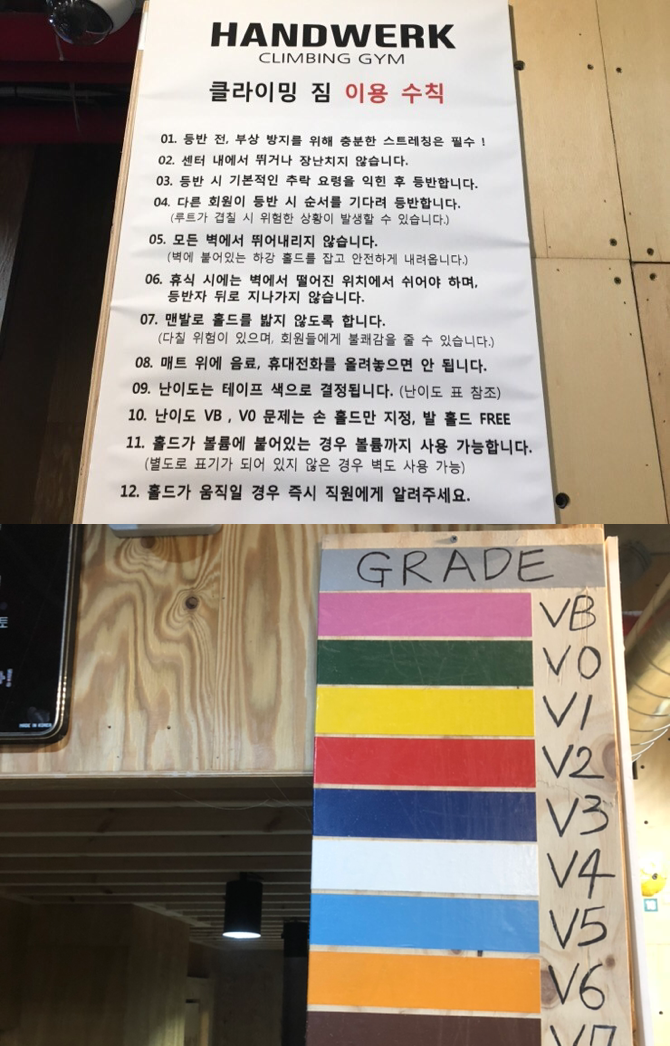 HANDWERK
CLIMBING GYM
클라이밍 짐 이용 수칙
01. 등반 전, 부상 방지를 위해 충분한 스트레칭은 필수 !
02. 센터 내에서 뛰거나 장난치지 않습니다.
03. 등반 시 기본적인 추락 요령을 익힌 후 등반합니다.
04. 다른 회원이 등반 시 순서를 기다려 등반합니다.
(루트가 겹칠 시 위험한 상황이 발생할 수 있습니다.)
05. 모든 벽에서 뛰어내리지 않습니다.
(벽에 붙어있는 하강 홀드를 잡고 안전하게 내려옵니다.)
06. 휴식 시에는 벽에서 떨어진 위치에서 쉬어야 하며,
등반자 뒤로 지나가지 않습니다.
07. 맨발로 홀드를 밟지 않도록 합니다.
(다칠 위험이 있으며, 회원들에게 불쾌감을 줄 수 있습니다.)
08. 매트 위에 음료, 휴대전화를 올려놓으면 안 됩니다.
09. 난이도는 테이프 색으로 결정됩니다. (난이도 표 참조)
10. 난이도 VB , V0 문제는 손 홀드만 지정, 발 홀드 FREE
11. 홀드가 볼륨에 붙어있는 경우 볼륨까지 사용 가능합니다.
(별도로 표기가 되어 있지 않은 경우 벽도 사용 가능)
12. 홀드가 움직일 경우 즉시 직원에게 알려주세요.
GRADE
VB
V0
V1
V2
V3
V4
V5
V6
V7
토
MADE IN KOREA